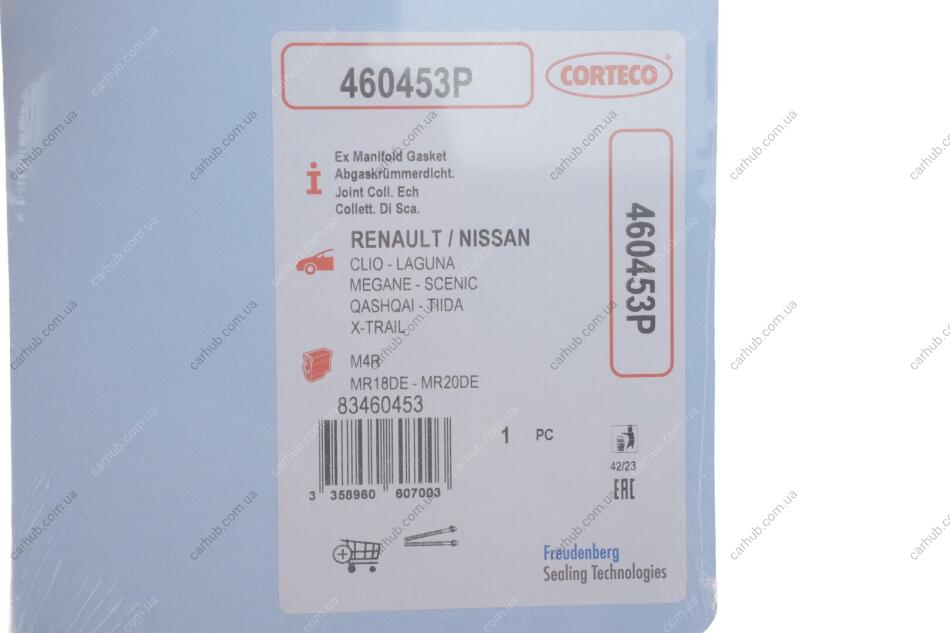 460453P
CORTECO
Ex Manifold Gasket
Abgaskrümmerdicht.
Joint Coll. Ech
Collett. Di Sca.
460453P
RENAULT / NISSAN
CLIO - LAGUNA
MEGANE - SCENIC
QASHQAI - TIIDA
X-TRAIL
M4R
MR18DE - MR20DE
83460453
1 PC
3 358960 607003
42/23
EAC
Freudenberg
Sealing Technologies
carhub.com.ua